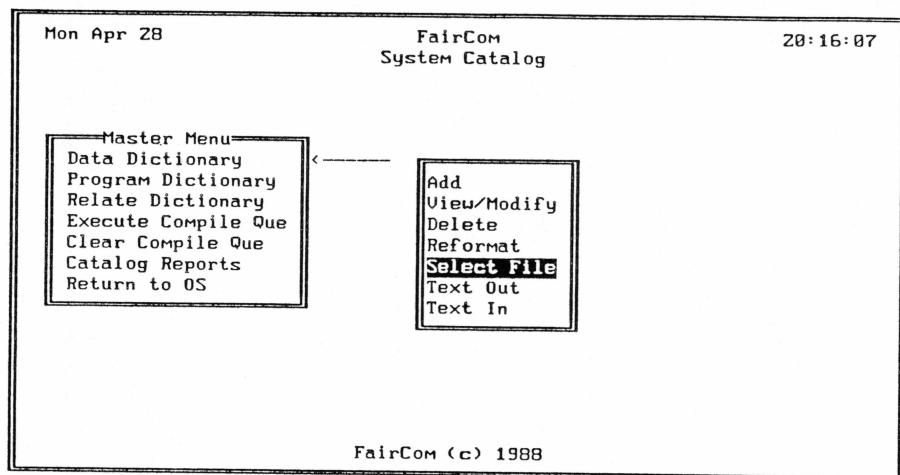 Mon Apr 28 FairCom 20:16:07
System Catalog
Master Menu
Data Dictionary
Program Dictionary
Relate Dictionary
Execute Compile Que
Clear Compile Que
Catalog Reports
Return to OS
<------
Add
View/Modify
Delete
Reformat
Select File
Text Out
Text In
FairCom (c) 1988